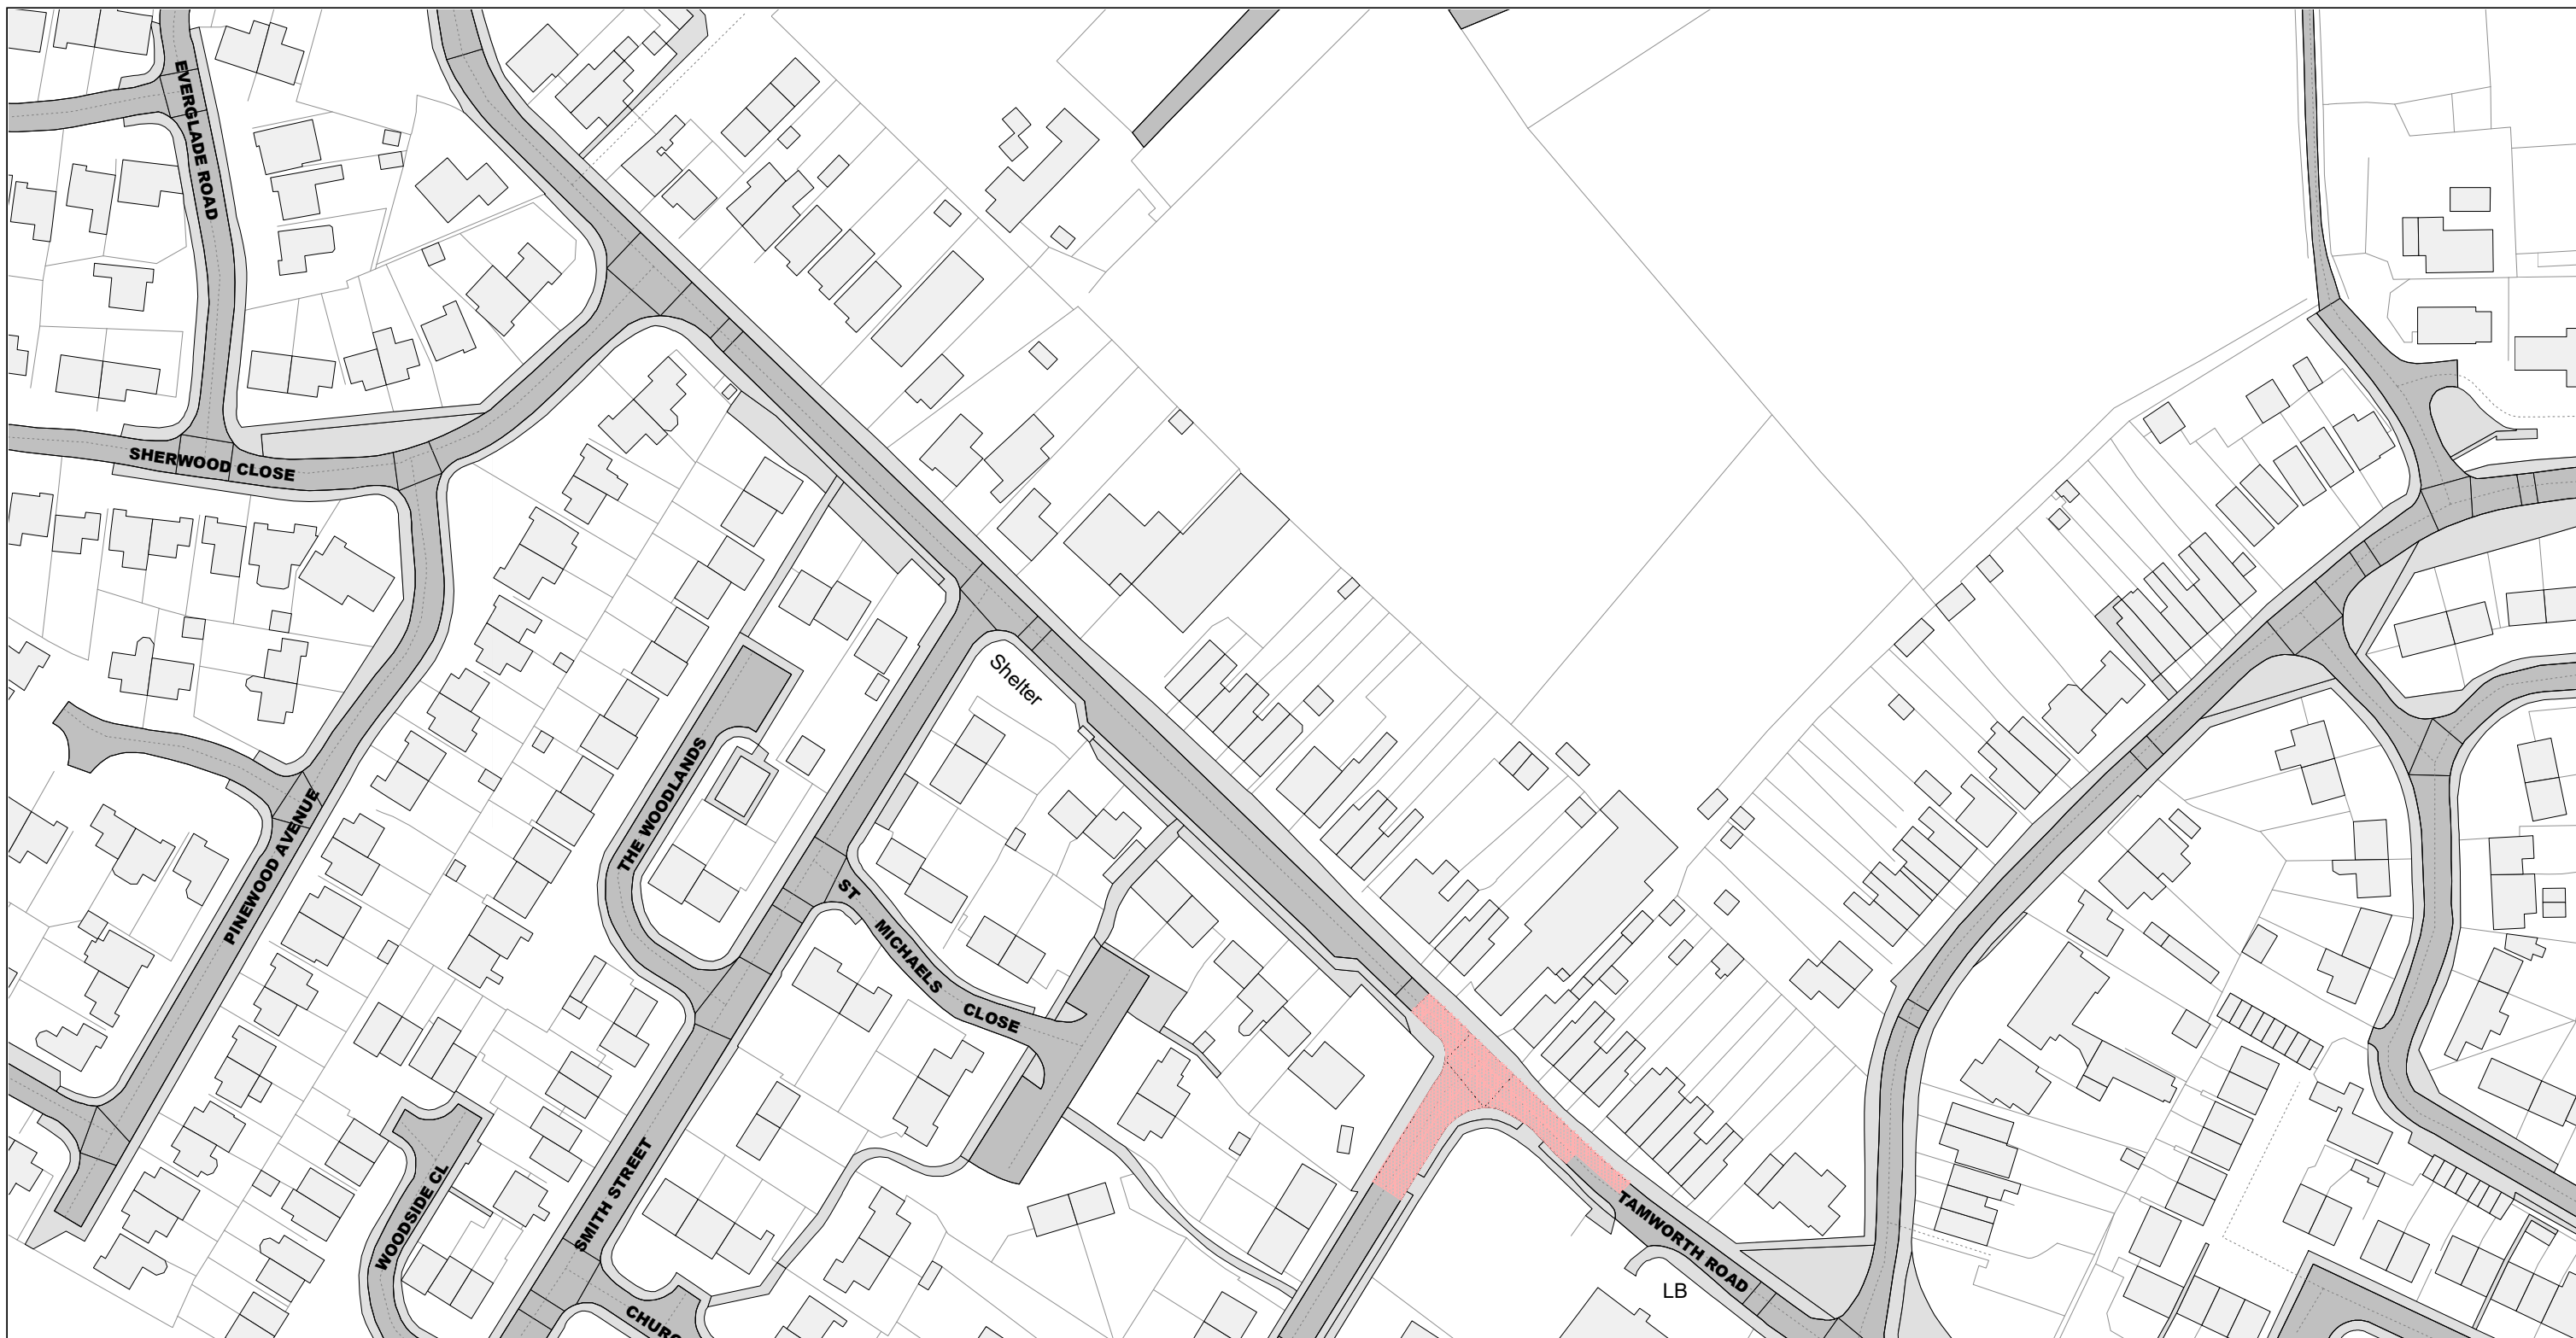 EVERGLADE ROAD
SHERWOOD CLOSE
Shelter
THE WOODLANDS
PINEWOOD AVENUE
ST MICHAELS CLOSE
SMITH STREET
WOODSIDE CL
TAMWORTH ROAD
LB